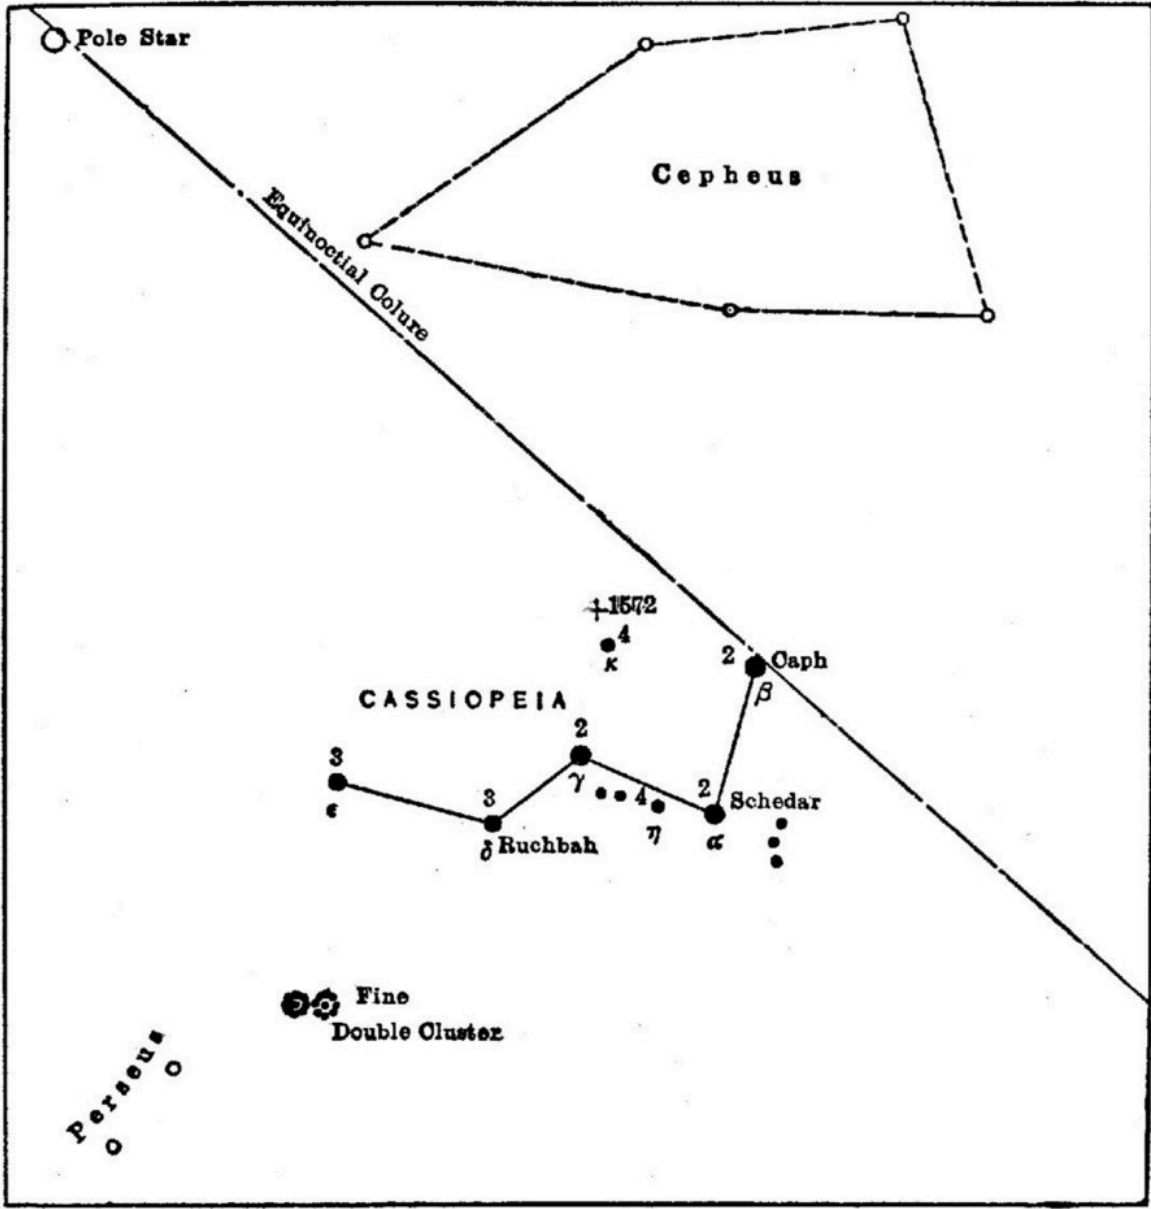 Pole Star
Cepheus
Equinoctial Colure
+1572
4
κ
2 Caph
β
CASSIOPEIA
2
γ
3
ε
3
δ Ruchbah
4
η
2
Schedar
α
Fine
Double Cluster
Perseus